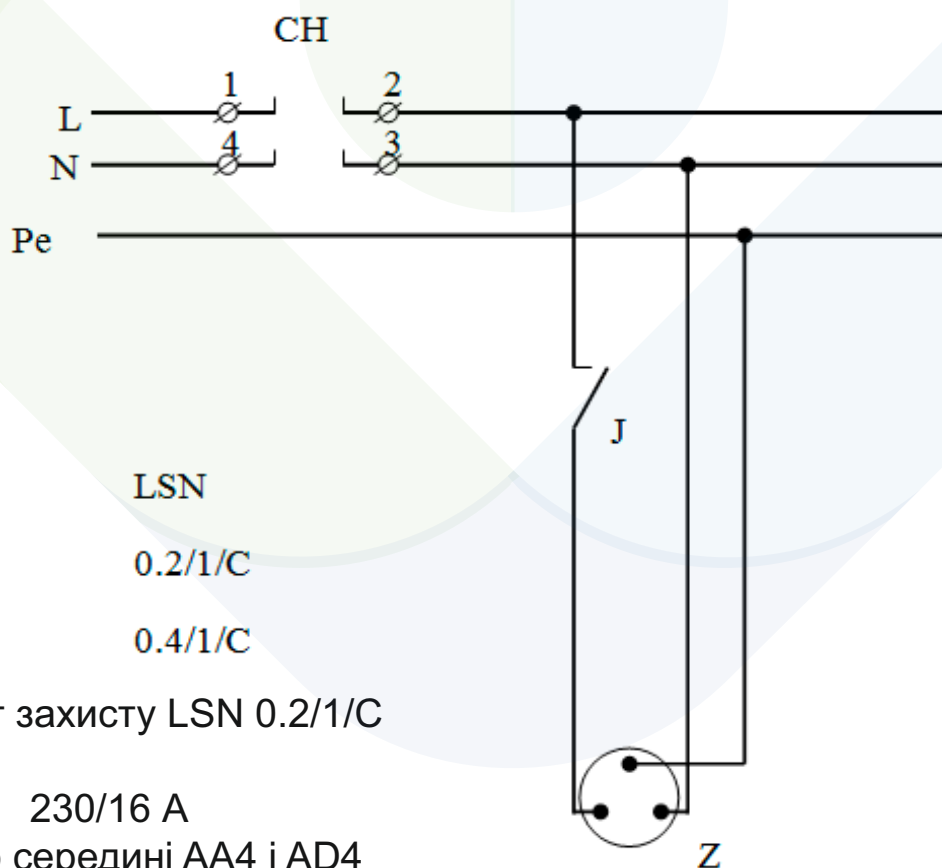 CH
1 2
L
4 3
N
Pe
J
LSN
0.2/1/C
0.4/1/C
захисту LSN 0.2/1/C
230/16 A
середині AA4 і AD4
Z